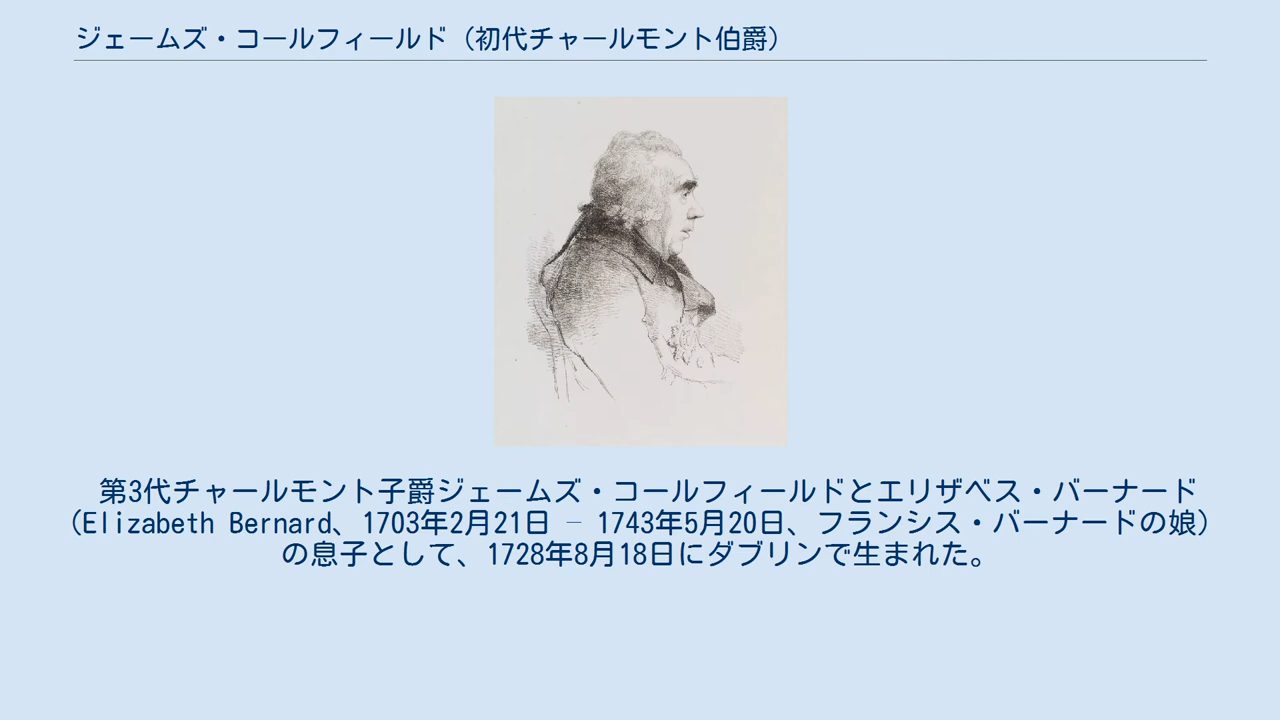 ジェームズ・コールフィールド（初代チャールモント伯爵）
第3代チャールモント子爵ジェームズ・コールフィールドとエリザベス・バーナード
（Elizabeth Bernard、1703年2月21日 – 1743年5月20日、フランシス・バーナードの娘）
の息子として、1728年8月18日にダブリンで生まれた。